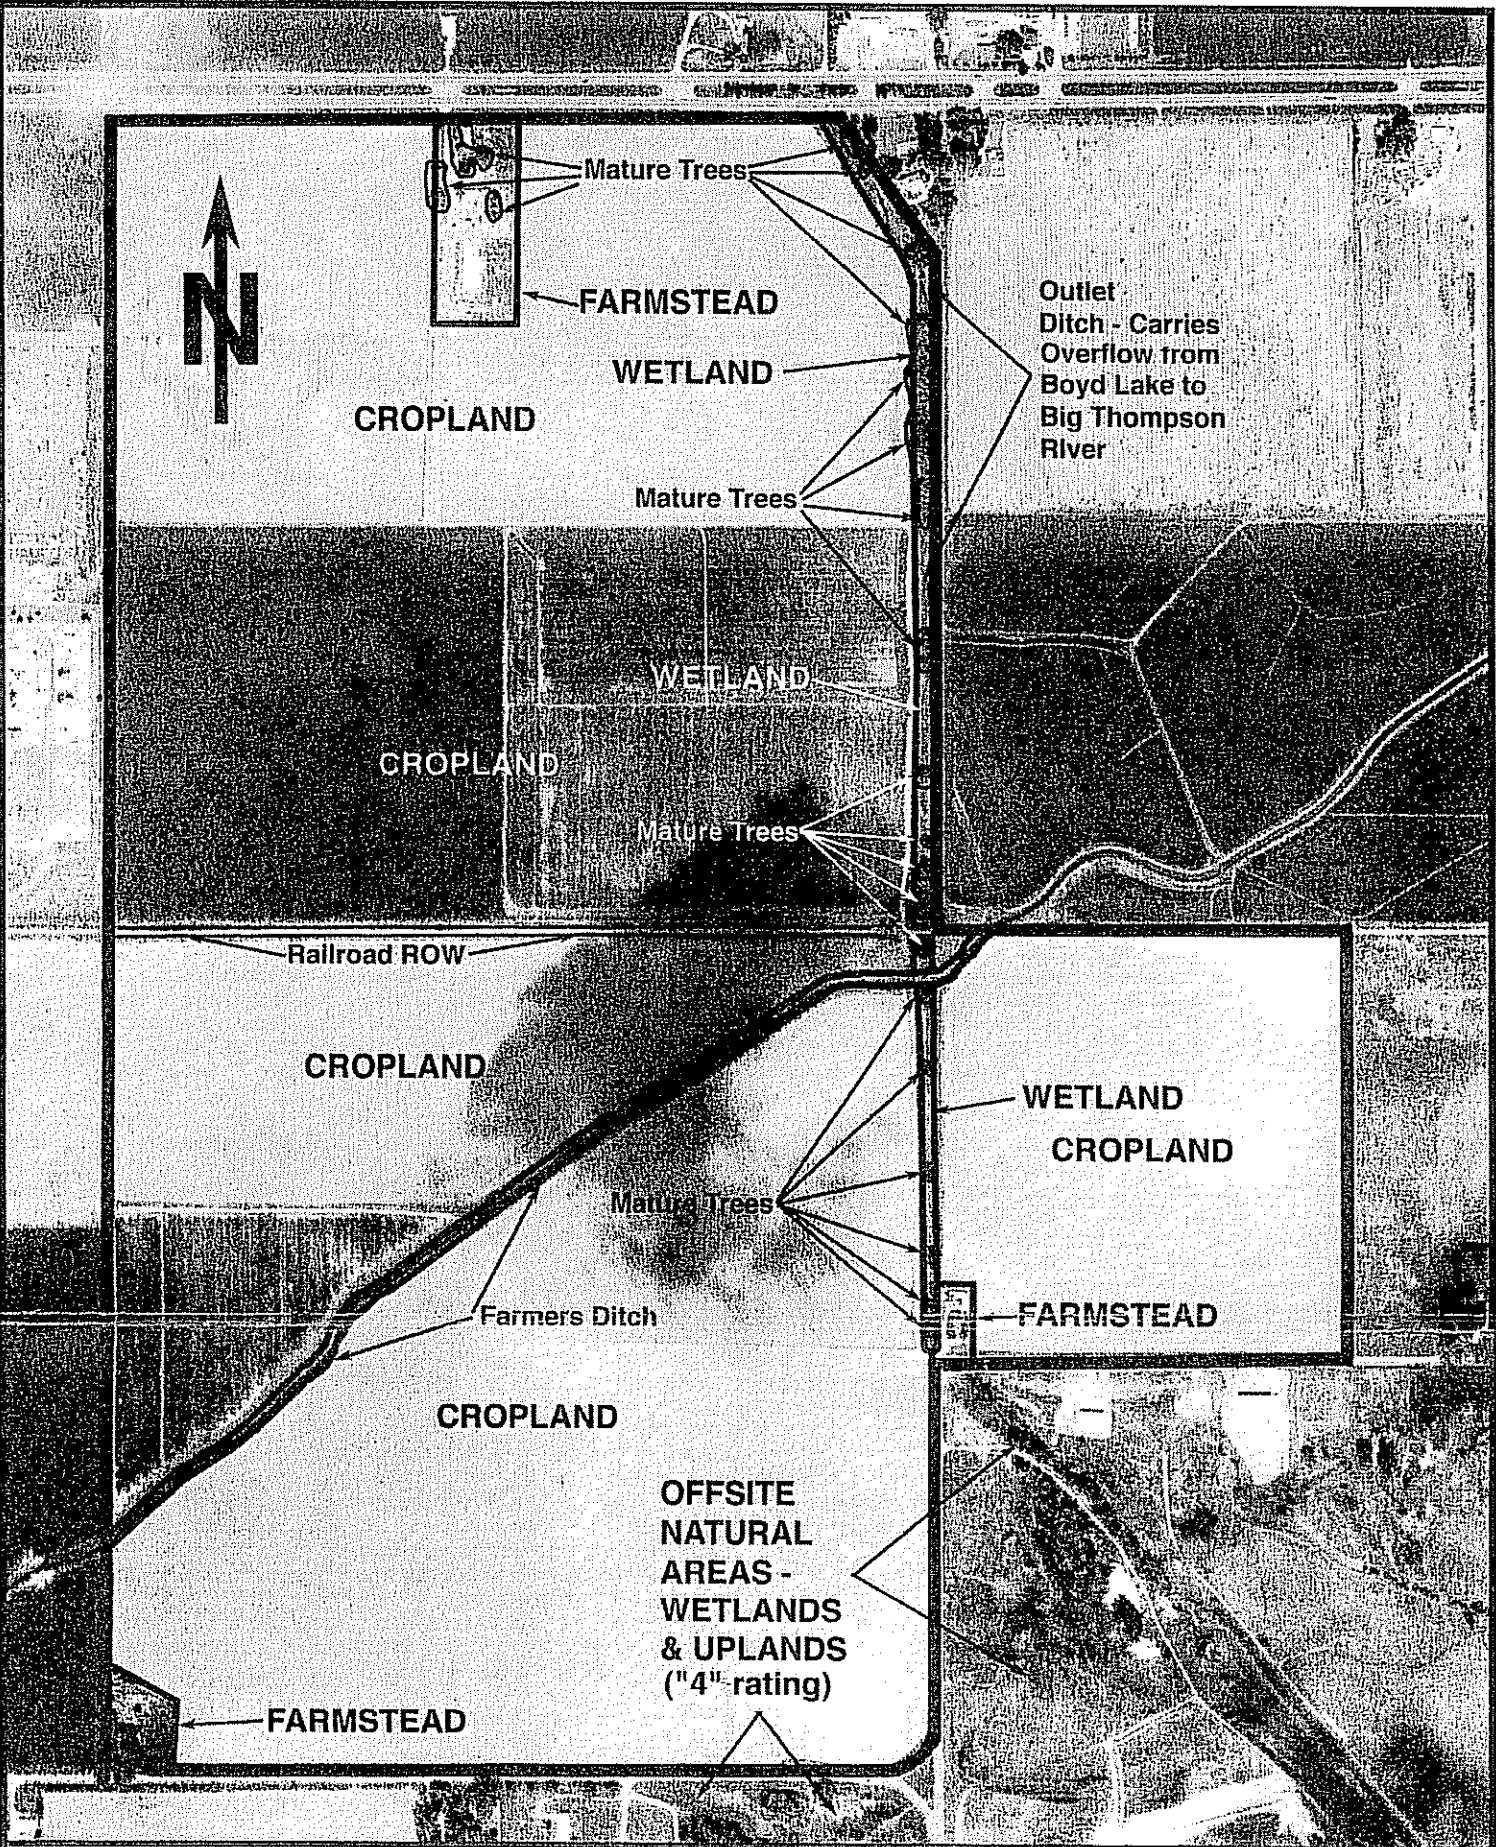 Mature Trees
N
FARMSTEAD
Outlet
Ditch - Carries
Overflow from
Boyd Lake to
Big Thompson
River
WETLAND
CROPLAND
Mature Trees
WETLAND
CROPLAND
Mature Trees
Railroad ROW
CROPLAND
WETLAND
CROPLAND
Mature Trees
Farmers Ditch
FARMSTEAD
CROPLAND
OFFSITE
NATURAL
AREAS -
WETLANDS
& UPLANDS
("4" rating)
FARMSTEAD